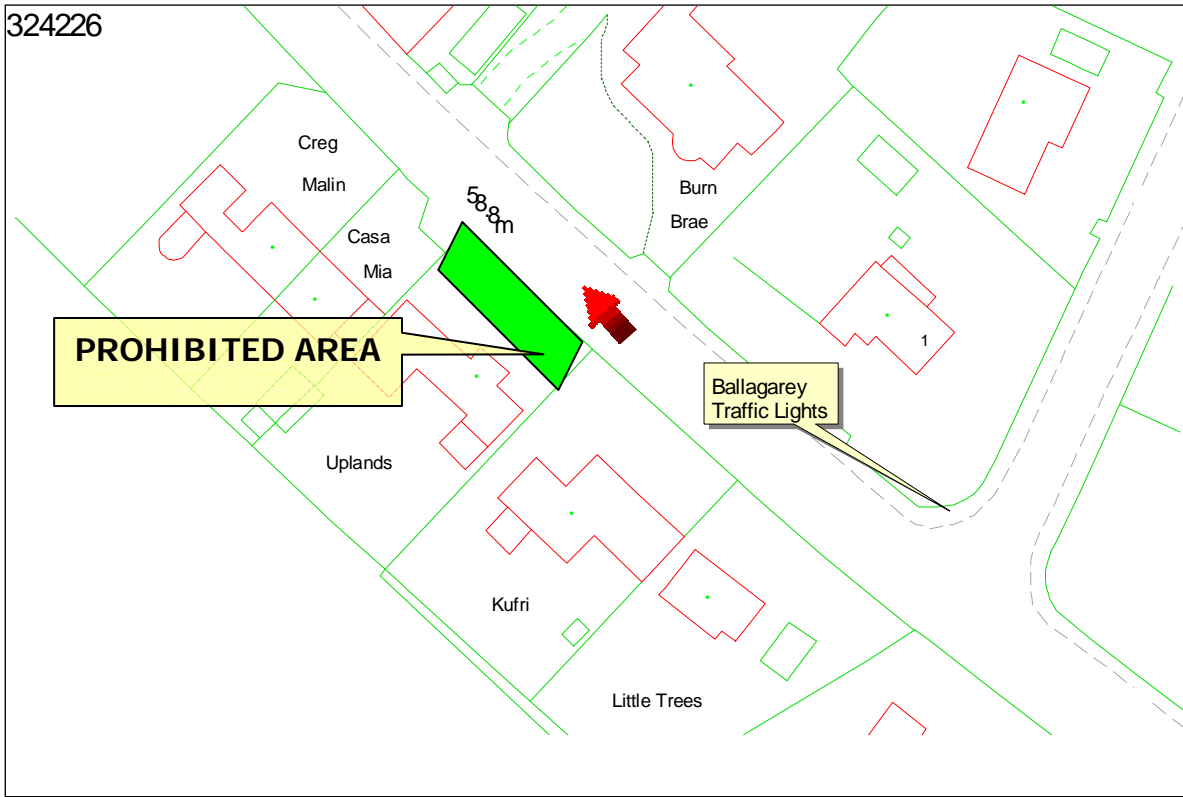 324226
Creg
Malin
Burn
Brae
58.8m
Casa
Mia
PROHIBITED AREA
1
Ballagarey
Traffic Lights
Uplands
Kufri
Little Trees